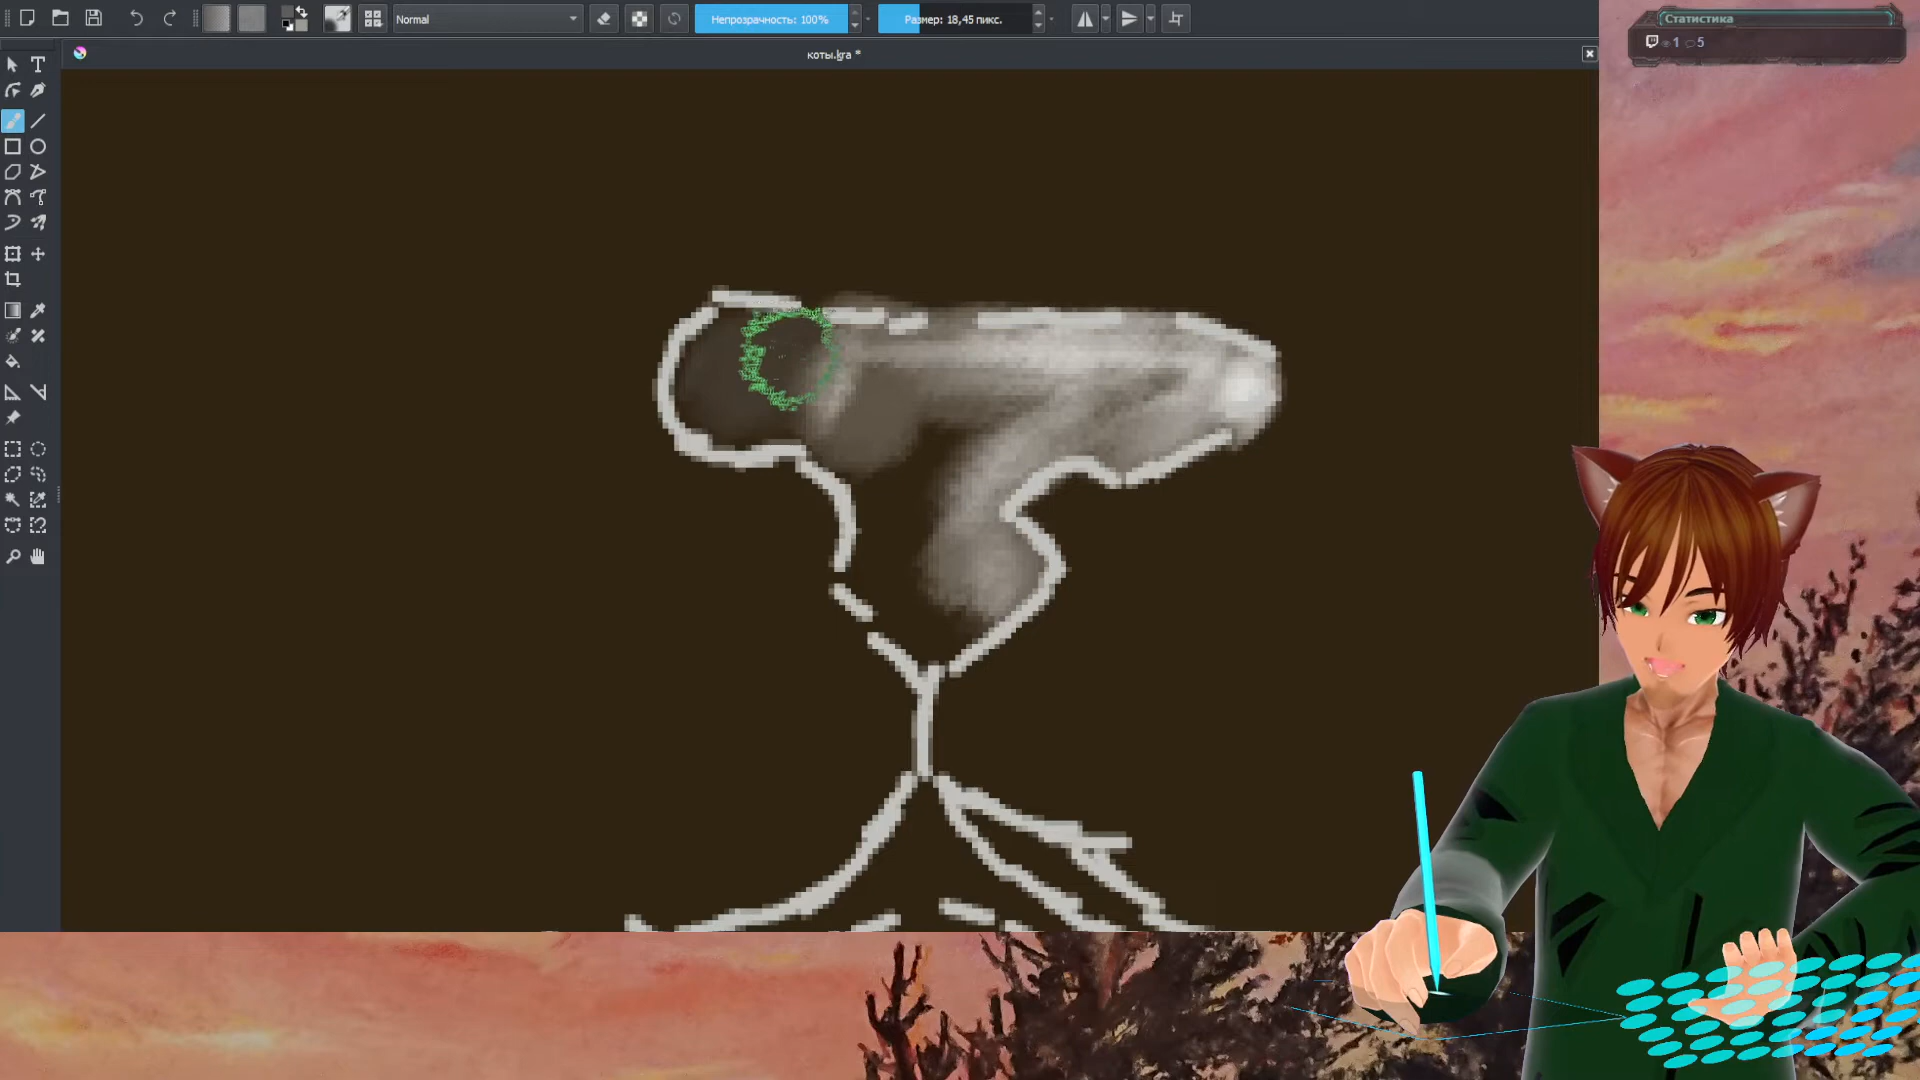 Normal
Непрозрачность: 100%
Размер: 18,45 пикс.
коты.kra *
Статистика
1 5